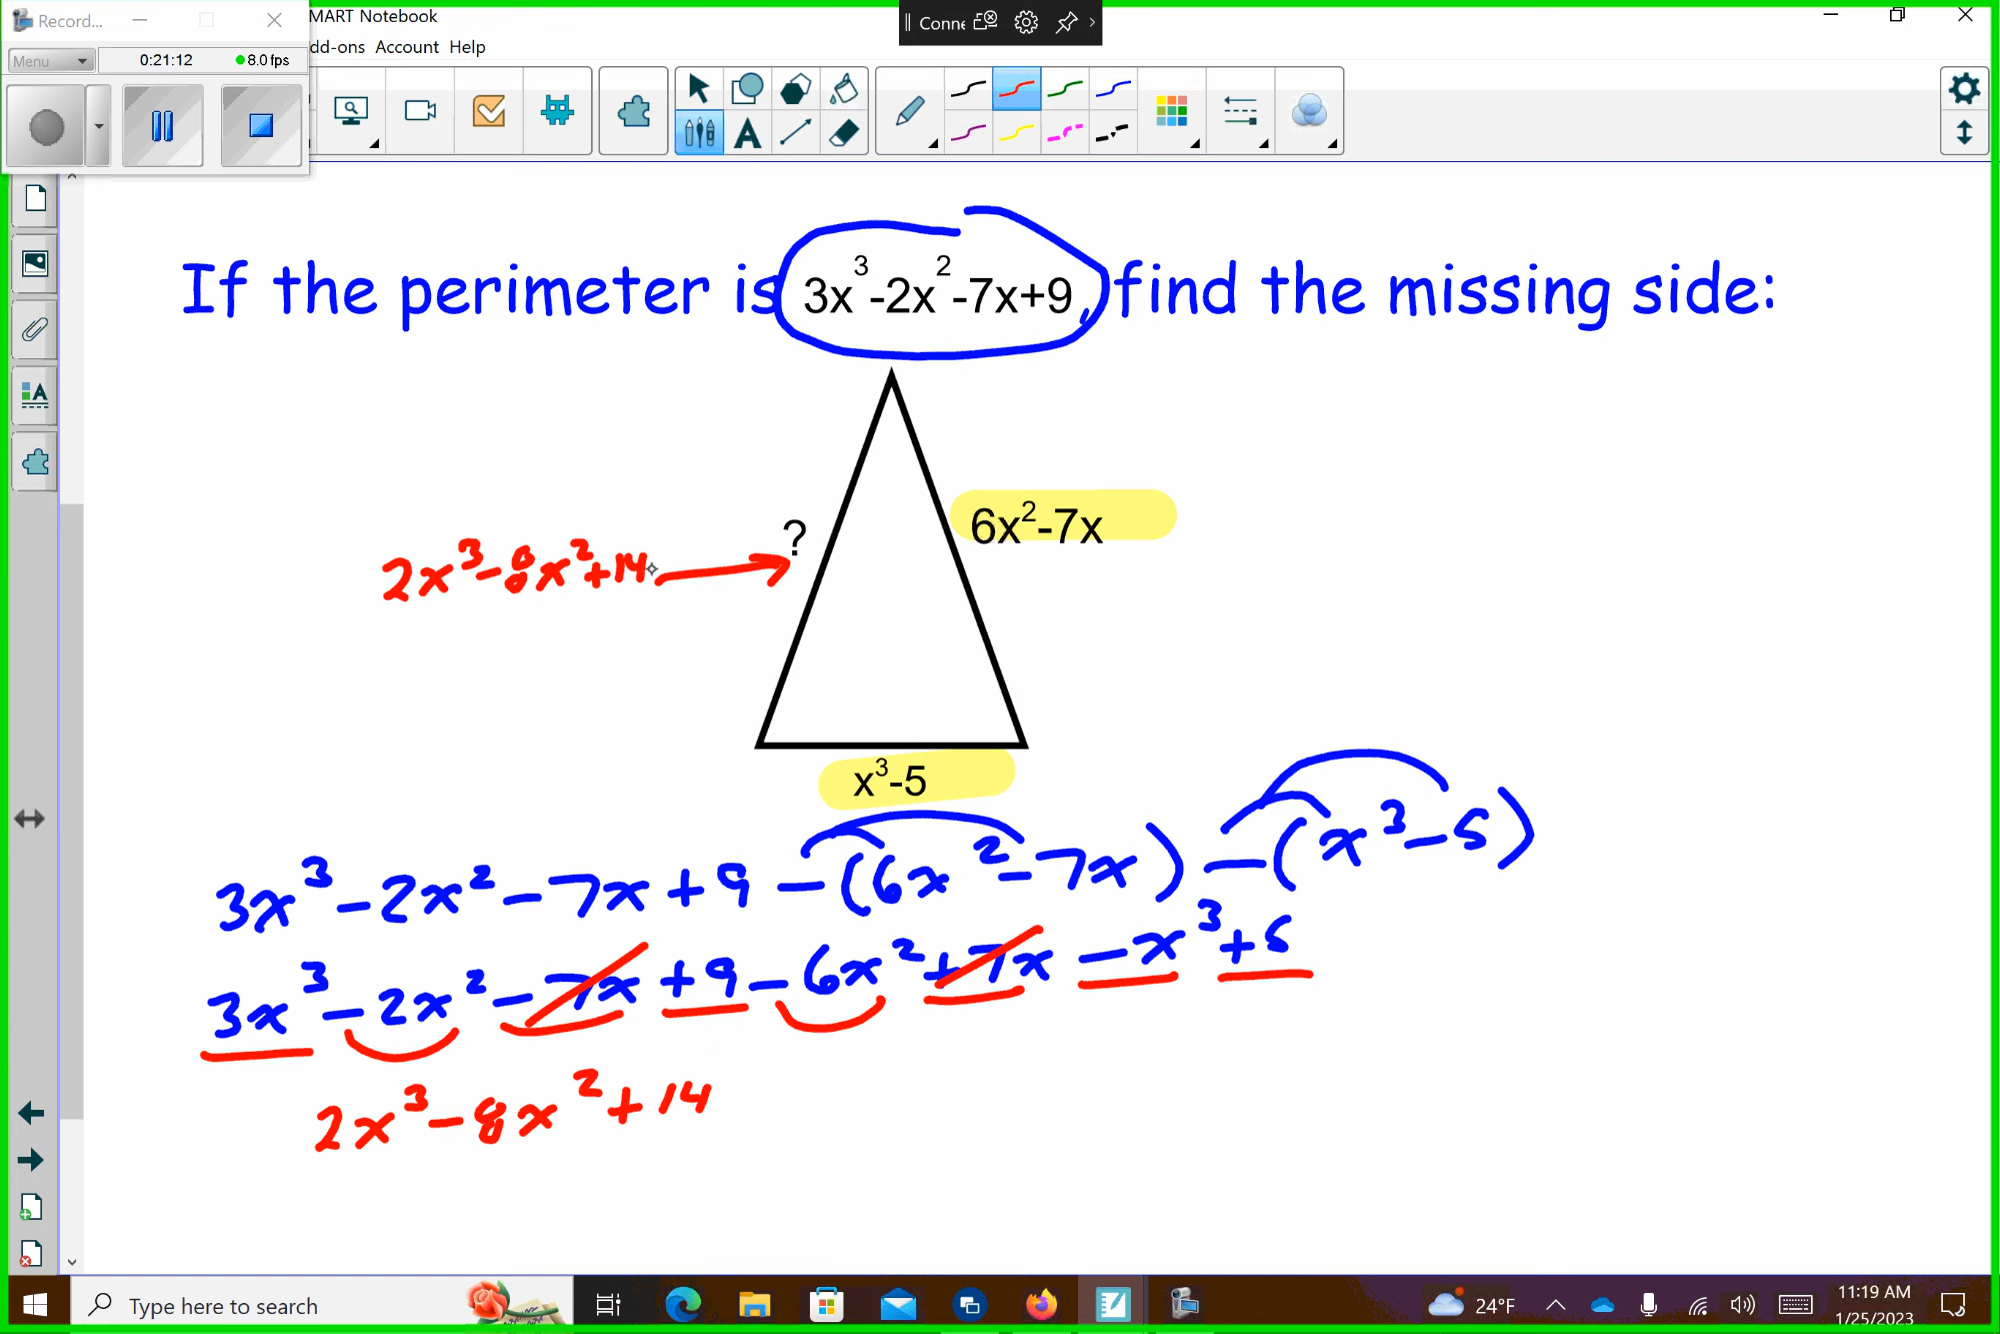 Record...
MART Notebook
Conne
dd-ons Account Help
Menu 0:21:12 8.0 fps
If the perimeter is 3x³-2x²-7x+9, find the missing side:
?
6x²-7x
2x³-8x²+14
x³-5
3x³-2x²-7x+9-(6x²-7x)-(x³-5)
3x³-2x²-7x+9-6x²+7x-x³+5
2x³-8x²+14
Type here to search
24°F
11:19 AM
1/25/2023